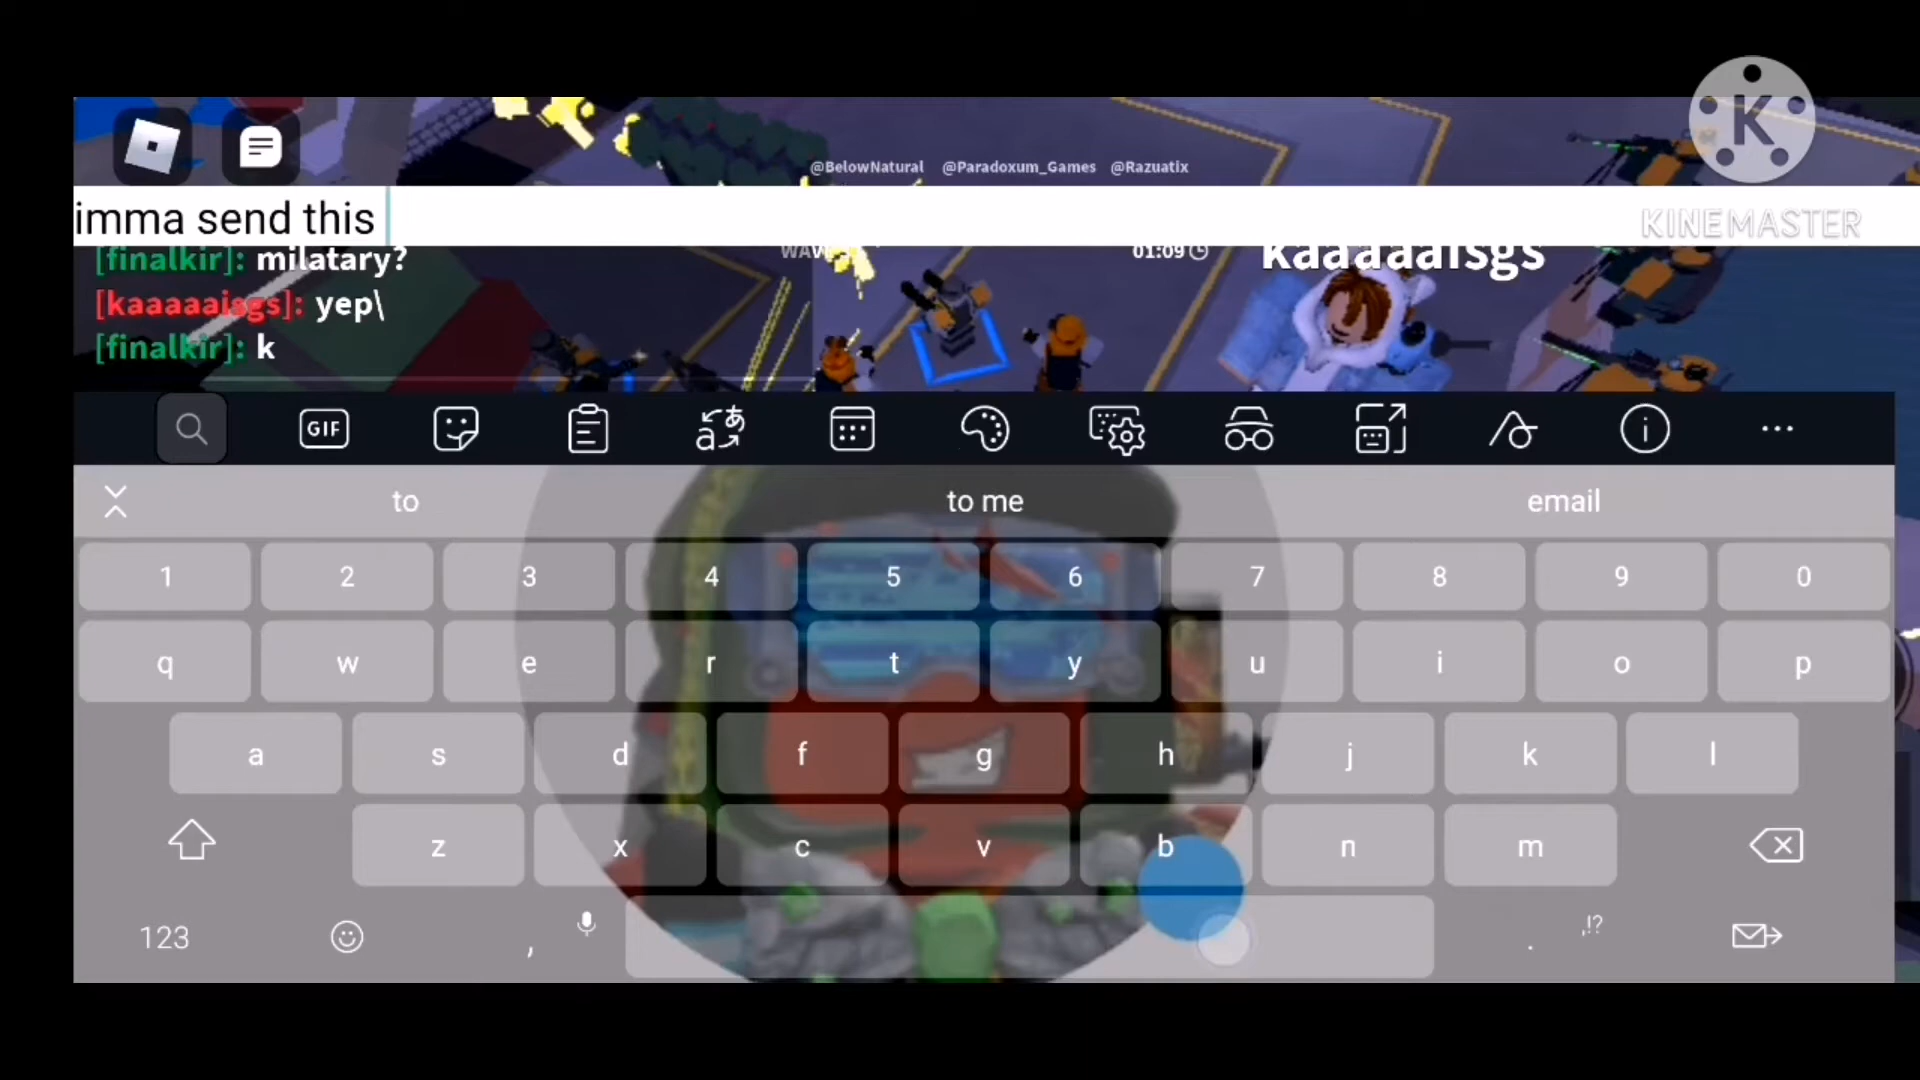 @BelowNatural @Paradoxum_Games @Razuatix
imma send this
KINEMASTER
[finalkir]: milatary?
01:09
kaaaaaisgs
[kaaaaaisgs]: yep\
[finalkir]: k
GIF
to to me email
1 2 3 4 5 6 7 8 9 0
q w e r t y u i o p
a s d f g h j k l
z x c v b n m
123 , . ,!?